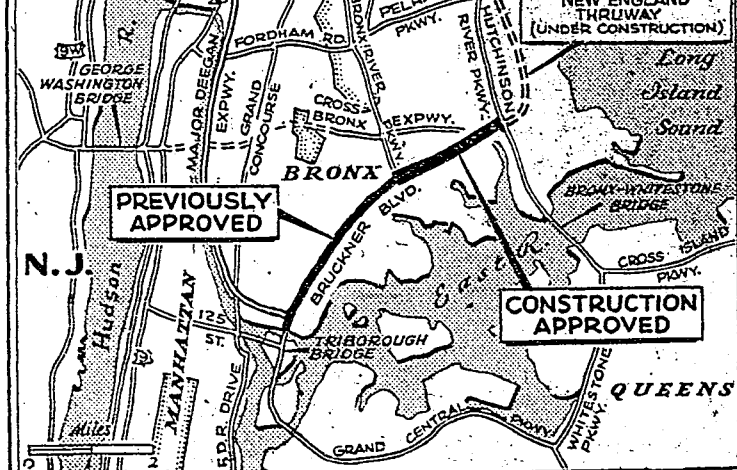 NEW ENGLAND
THRUWAY
(UNDER CONSTRUCTION)
PKWY.
FORDHAM RD.
BRONX RIVER
PKWY.
HUTCHINSON
RIVER PKWY.
R.
9W
GEORGE
WASHINGTON
BRIDGE
MAJOR DEEGAN
EXPWY.
GRAND
CONCOURSE
CROSS-
BRONX
EXPWY.
Long
Island
Sound
BRONX
BRONX-WHITESTONE
BRIDGE
PREVIOUSLY
APPROVED
BRUCKNER BLVD.
N.J.
Hudson
East R.
CROSS ISLAND
PKWY.
CONSTRUCTION
APPROVED
125
ST.
MANHATTAN
TRIBOROUGH
BRIDGE
F.D.R. DRIVE
GRAND CENTRAL PKWY.
WHITESTONE
PKWY.
QUEENS
Miles
0 2